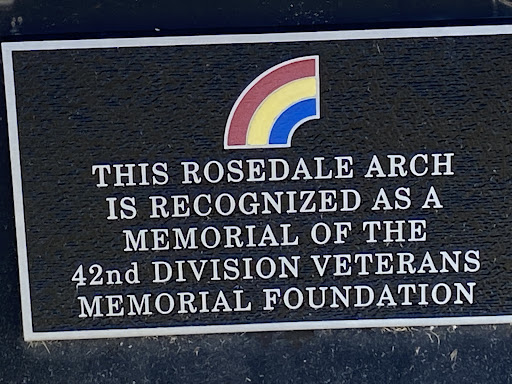 THIS ROSEDALE ARCH
IS RECOGNIZED AS A
MEMORIAL OF THE
42nd DIVISION VETERANS
MEMORIAL FOUNDATION